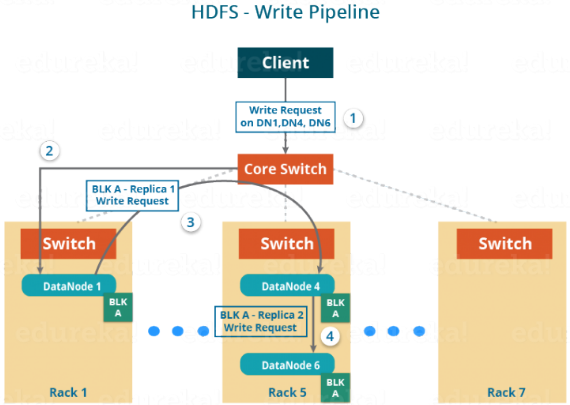 HDFS - Write Pipeline
Client
Write Request
on DN1,DN4, DN6
1
2
Core Switch
BLK A - Replica 1
Write Request
3
Switch
Switch
Switch
DataNode 1
DataNode 4
BLK
A
BLK
A
BLK A - Replica 2
Write Request
4
DataNode 6
BLK
A
Rack 1
Rack 5
Rack 7
edureka!